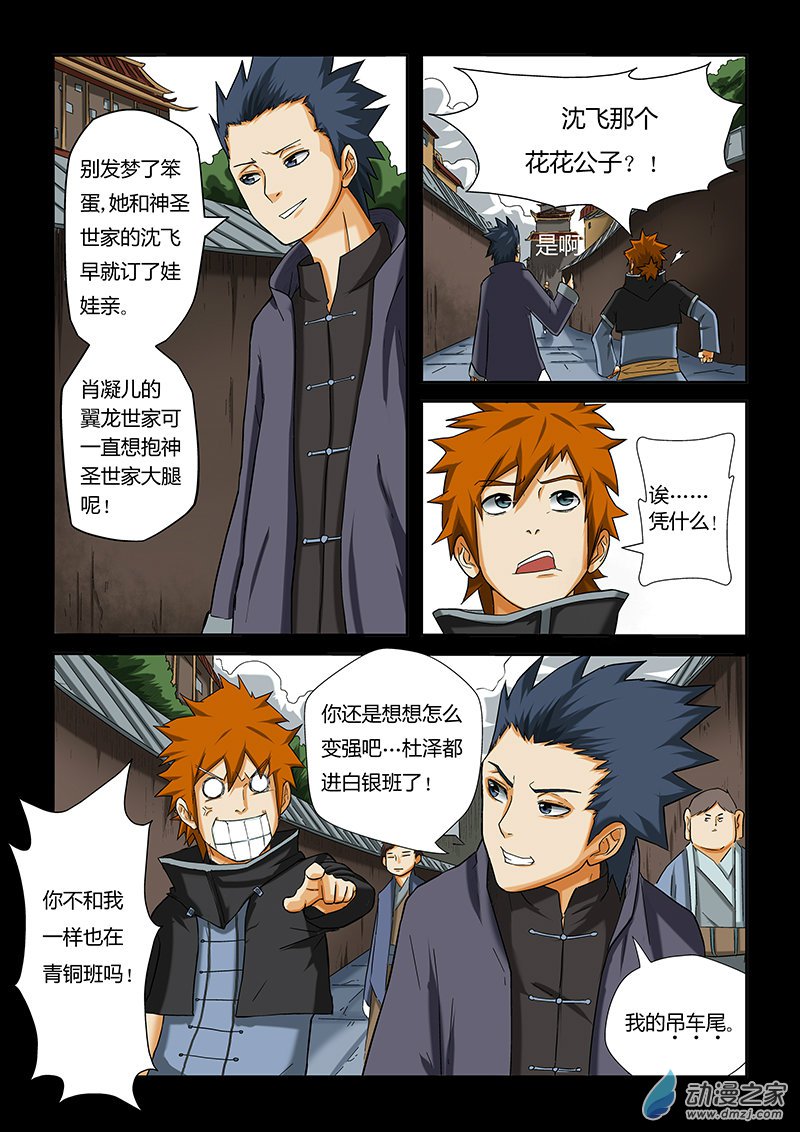 别发梦了笨
蛋,她和神圣
世家的沈飞
早就订了娃
娃亲。
肖凝儿的
翼龙世家可
一直想抱神
圣世家大腿
呢！
沈飞那个
花花公子？！
是啊
诶……
凭什么！
你还是想想怎么
变强吧…杜泽都
进白银班了！
你不和我
一样也在
青铜班吗！
我的吊车尾。
动漫之家
www.dmzj.com